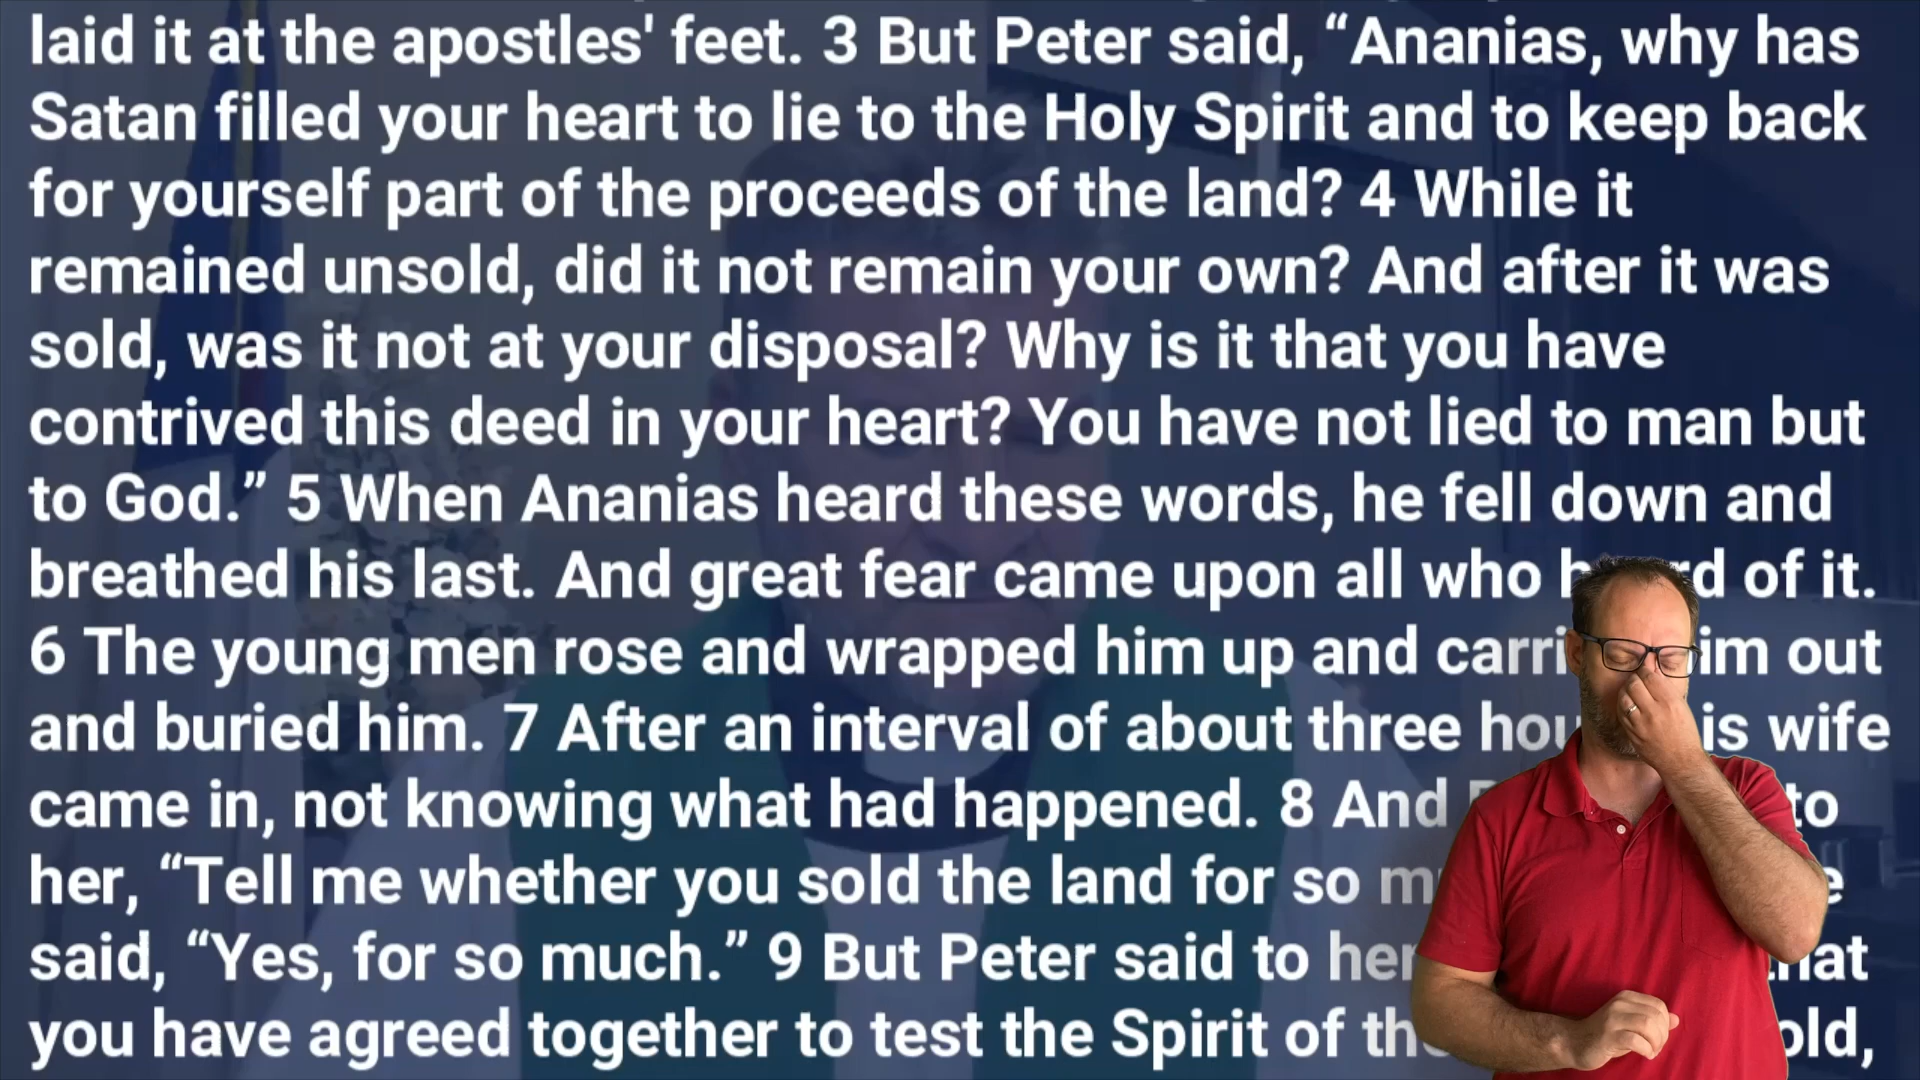 laid it at the apostles' feet. 3 But Peter said, “Ananias, why has
Satan filled your heart to lie to the Holy Spirit and to keep back
for yourself part of the proceeds of the land? 4 While it
remained unsold, did it not remain your own? And after it was
sold, was it not at your disposal? Why is it that you have
contrived this deed in your heart? You have not lied to man but
to God.” 5 When Ananias heard these words, he fell down and
breathed his last. And great fear came upon all who of it.
6 The young men rose and wrapped him up and out
and buried him. 7 After an interval of about three wife
came in, not knowing what had happened. 8 And to
her, “Tell me whether you sold the land for so
said, “Yes, for so much.” 9 But Peter said to
you have agreed together to test the Spirit of